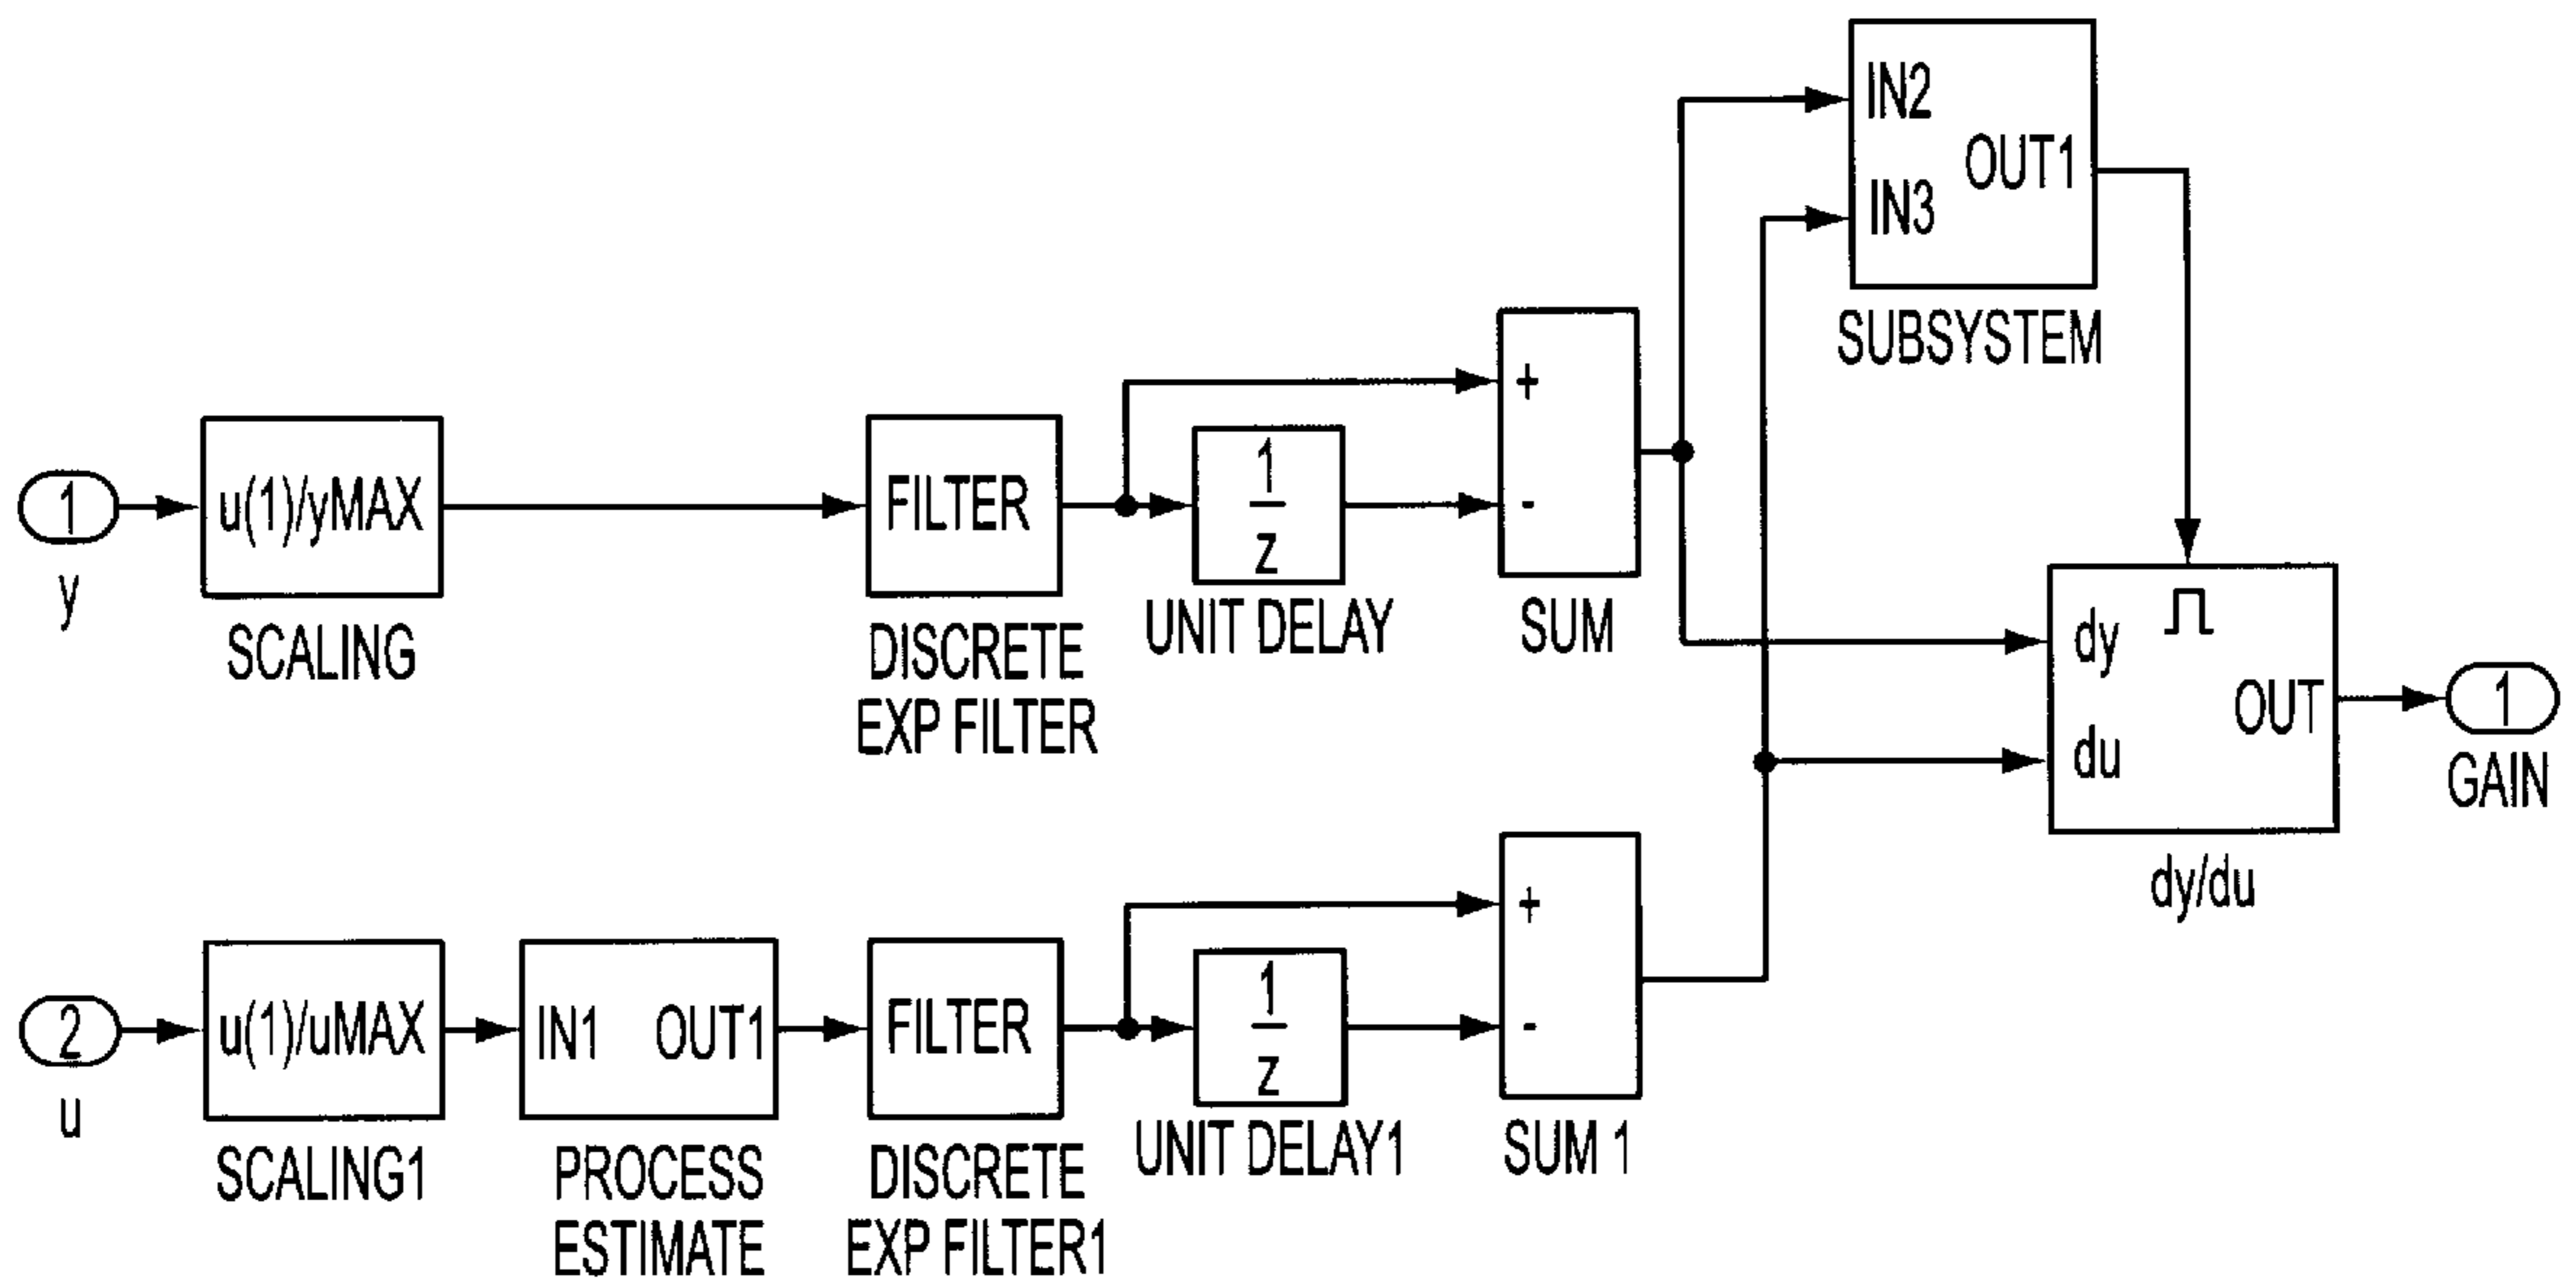 IN2
OUT1
IN3
SUBSYSTEM
+
-
SUM
1
y
u(1)/yMAX
SCALING
FILTER
DISCRETE
EXP FILTER
1
z
UNIT DELAY
dy
du
OUT
dy/du
1
GAIN
2
u
u(1)/uMAX
SCALING1
IN1 OUT1
PROCESS
ESTIMATE
FILTER
DISCRETE
EXP FILTER1
1
z
UNIT DELAY1
+
-
SUM 1